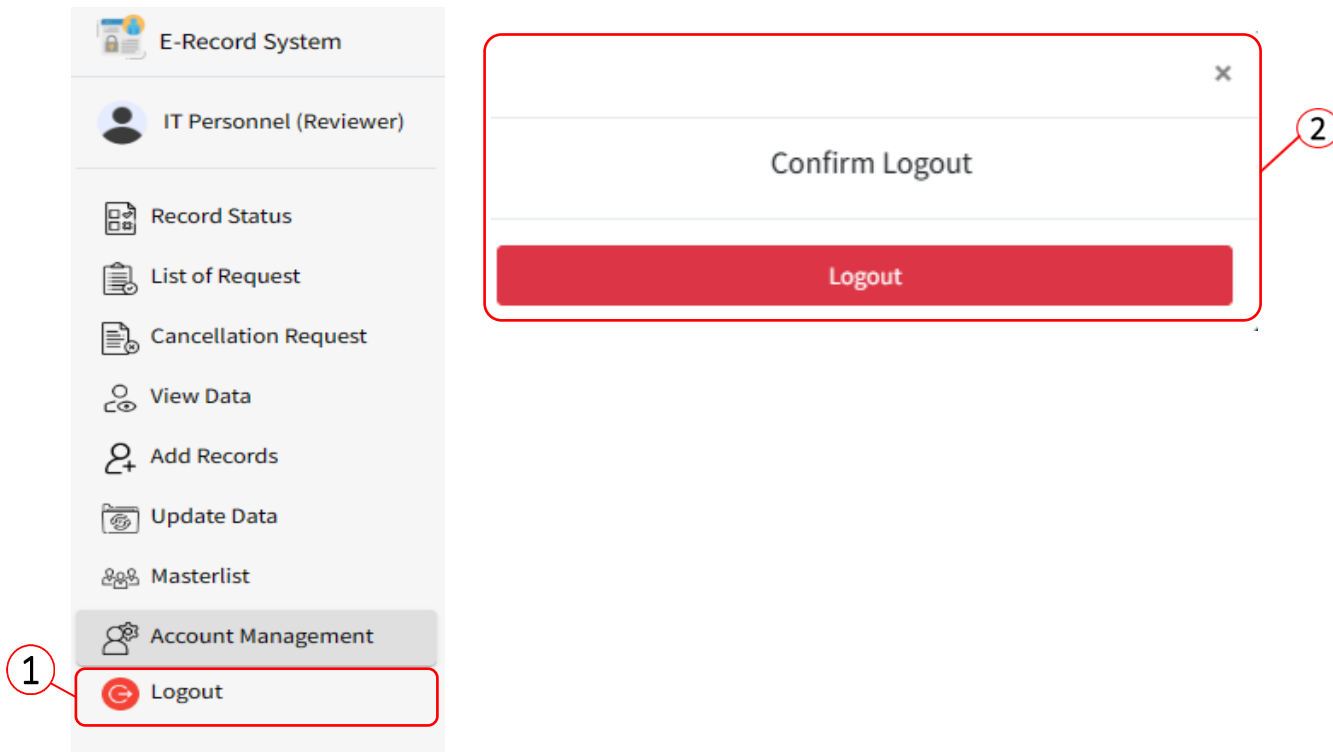 E-Record System
IT Personnel (Reviewer)
Record Status
List of Request
Cancellation Request
View Data
Add Records
Update Data
Masterlist
Account Management
1
Logout
×
2
Confirm Logout
Logout